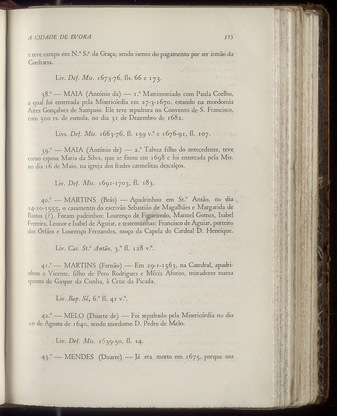 A CIDADE DE EVORA 175
e teve campa em N.ª S.ª da Graça, sendo isento do pagamento por ser irmão da
Confraria.
Liv. Def. Mis. 1675-76, fls. 66 e 173.
38.º — MAIA (António da) — 1.º Matrimoniado com Paula Coelho,
a qual foi enterrada pela Misericórdia em 27-3-1670, estando na mordomia
Aires Gonçalves de Sampaio. Ele teve sepultura no Convento de S. Francisco,
com 500 rs. de esmola, no dia 31 de Dezembro de 1682.
Livs. Def. Mis. 1663-76, fl. 159 v.º e 1676-91, fl. 107.
39.º — MAIA (António de) — 2.º Talvez filho do antecedente, teve
como esposa Maria da Silva, que se finou em 1698 e foi enterrada pela Mis.
no dia 16 de Maio, na igreja dos frades carmelitas descalços.
Liv. Def. Mis. 1691-1703, fl. 183.
40.º — MARTINS (Brás) — Apadrinhou em St.º Antão, no dia
14-10-1555, o casamento do escrivão Sebastião de Magalhães e Margarida de
Bastos (?). Foram padrinhos: Lourenço de Figueiredo, Manuel Gomes, Isabel
Ferreira, Leonor e Isabel de Aguiar, e testemunhas: Francisco de Aguiar, porteiro
dos Órfãos e Lourenço Fernandes, moço da Capela do Cardeal D. Henrique.
Liv. Cas. St.º Antão, 3.º fl. 128 v.º.
41.º — MARTINS (Fernão) — Em 29-1-1563, na Catedral, apadri-
nhou a Vicente, filho de Pero Rodrigues e Mécia Afonso, moradores numa
quinta de Gaspar da Cunha, à Cruz da Picada.
Liv. Bap. Sé, 6.º fl. 41 v.º.
42.º — MELO (Duarte de) — Foi sepultado pela Misericórdia no dia
10 de Agosto de 1640, sendo mordomo D. Pedro de Melo.
Liv. Def. Mis. 1639-50, fl. 14.
43.º — MENDES (Duarte) — Já era morto em 1675, porque sua